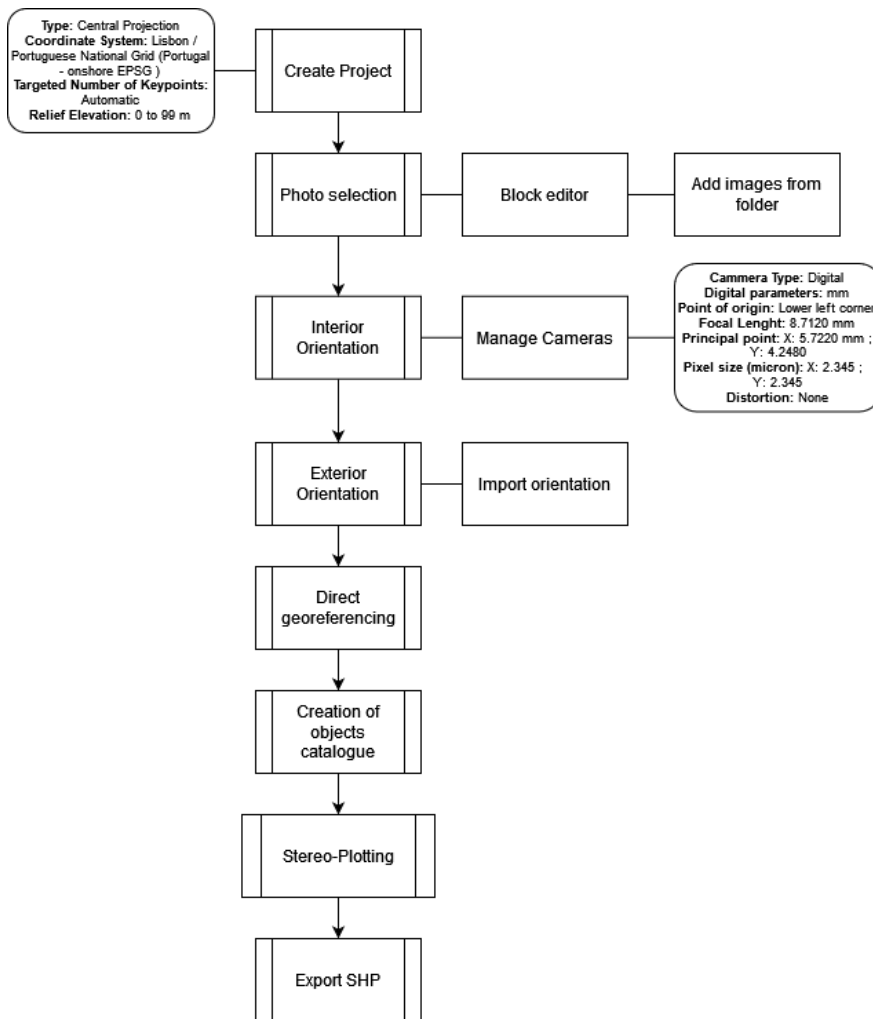 Type: Central Projection
Coordinate System: Lisbon /
Portuguese National Grid (Portugal
- onshore EPSG )
Targeted Number of Keypoints:
Automatic
Relief Elevation: 0 to 99 m
Create Project
Photo selection
Block editor
Add images from
folder
Interior
Orientation
Manage Cameras
Cammera Type: Digital
Digital parameters: mm
Point of origin: Lower left corner
Focal Lenght: 8.7120 mm
Principal point: X: 5.7220 mm ;
Y: 4.2480
Pixel size (micron): X: 2.345 ;
Y: 2.345
Distortion: None
Exterior
Orientation
Import orientation
Direct
georeferencing
Creation of
objects
catalogue
Stereo-Plotting
Export SHP